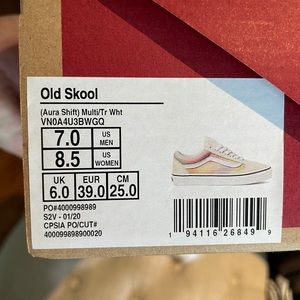 Old Skool
(Aura Shift) Multi/Tr Wht
VN0A4U3BWGQ
7.0 US MEN
8.5 US WOMEN
UK EUR CM
6.0 39.0 25.0
PO#4000998989
S2V - 01/20
CPSIA PO/CUT#
400099898900020
1 94116 26849 9